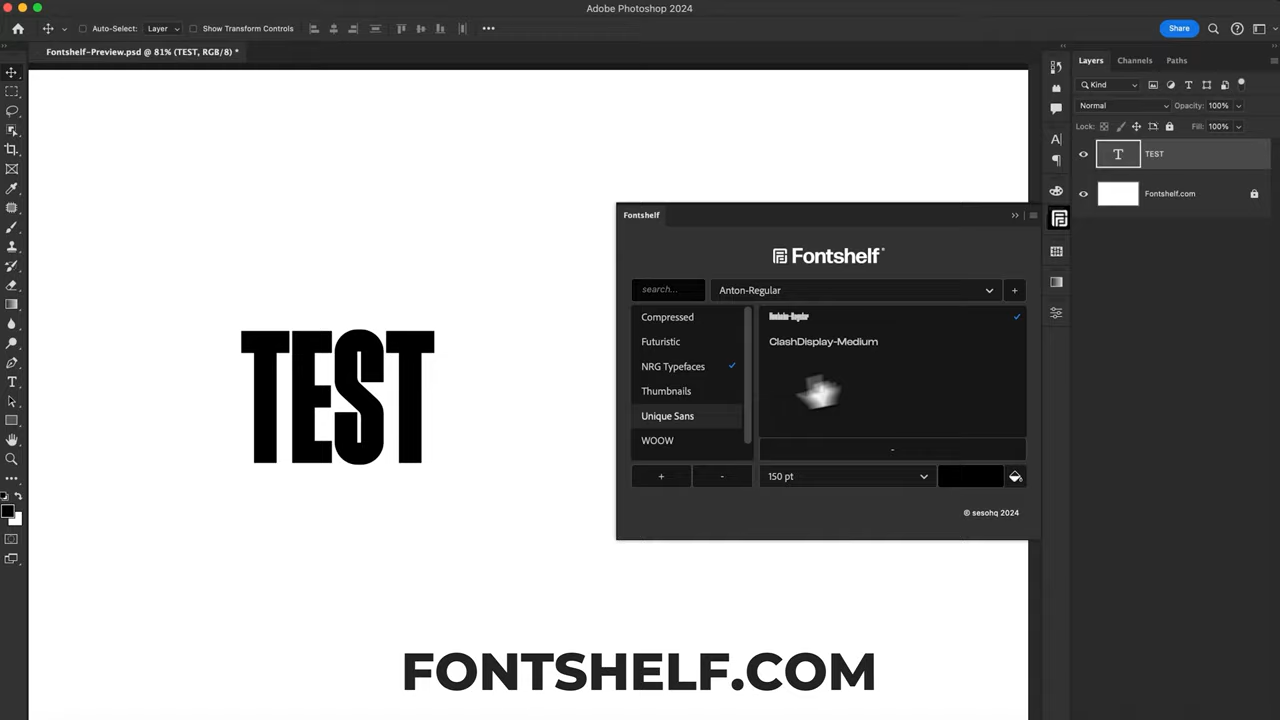 Adobe Photoshop 2024
Auto-Select: Layer Show Transform Controls
Share
Fontshelf-Preview.psd @ 81% (TEST, RGB/8) *
Layers Channels Paths
Kind
Normal Opacity: 100%
Lock: Fill: 100%
TEST
Fontshelf.com
TEST
Fontshelf
Fontshelf®
search... Anton-Regular +
Compressed
Futuristic
NRG Typefaces
Thumbnails
Unique Sans
WOOW
ClashDisplay-Medium
-
+ - 150 pt
© sesohq 2024
FONTSHELF.COM